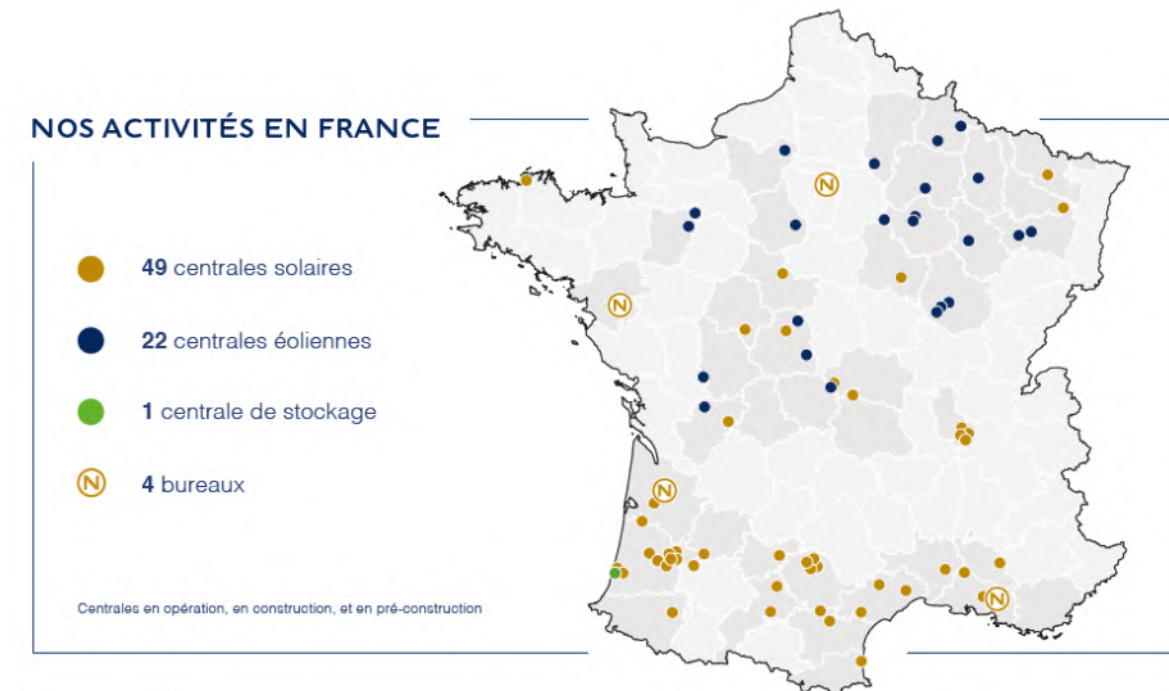 NOS ACTIVITÉS EN FRANCE
49 centrales solaires
22 centrales éoliennes
1 centrale de stockage
N 4 bureaux
Centrales en opération, en construction, et en pré-construction
N
N
N
N